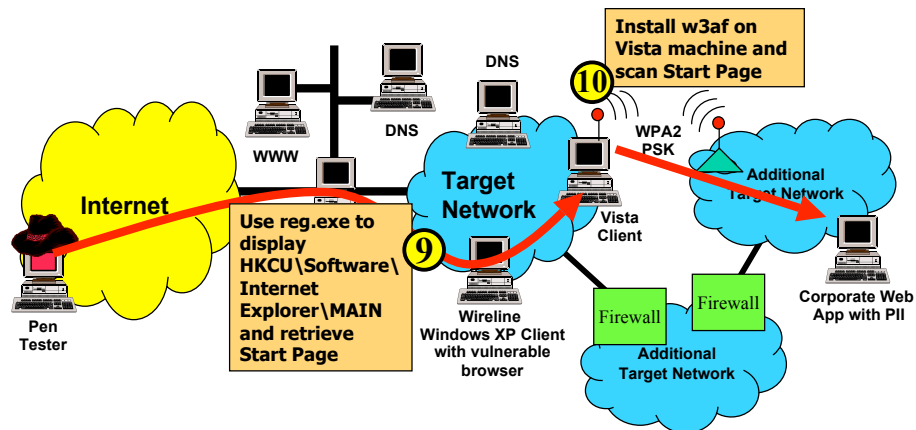 Install w3af on
Vista machine and
scan Start Page
10
DNS
DNS
WWW
WPA2
PSK
Internet
Target
Network
Vista
Client
Additional
Target Network
Use reg.exe to
display
HKCU\Software\
Internet
Explorer\MAIN
and retrieve
Start Page
9
Pen
Tester
Wireline
Windows XP Client
with vulnerable
browser
Firewall
Firewall
Corporate Web
App with PII
Additional
Target Network